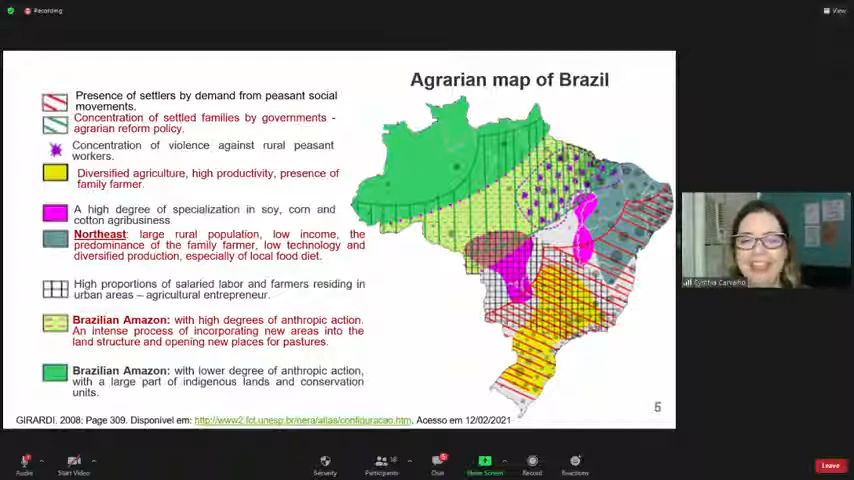 Recording
View
Agrarian map of Brazil
Presence of settlers by demand from peasant social
movements.
Concentration of settled families by governments -
agrarian reform policy.
Concentration of violence against rural peasant
workers.
Diversified agriculture, high productivity, presence of
family farmer.
A high degree of specialization in soy, corn and
cotton agribusiness
Northeast: large rural population, low income, the
predominance of the family farmer, low technology and
diversified production, especially of local food diet.
High proportions of salaried labor and farmers residing in
urban areas – agricultural entrepreneur.
Brazilian Amazon: with high degrees of anthropic action.
An intense process of incorporating new areas into the
land structure and opening new places for pastures.
Brazilian Amazon: with lower degree of anthropic action,
with a large part of indigenous lands and conservation
units.
5
GIRARDI. 2008; Page 309. Disponível em: http://www2.fct.unesp.br/nera/atlas/configuracao.htm. Acesso em 12/02/2021
Cynthia Carvalho
Audio
Start Video
Security
Participants
18
Chat
Share Screen
Record
Reactions
Leave